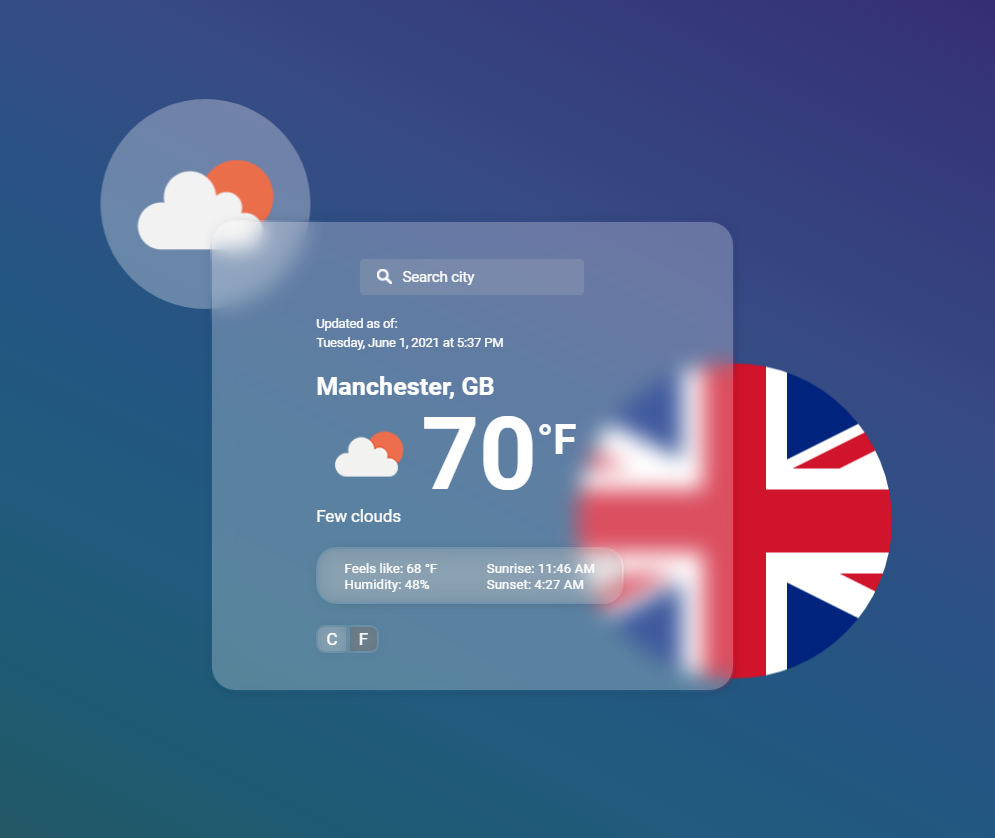 Search city
Updated as of:
Tuesday, June 1, 2021 at 5:37 PM
Manchester, GB
70°F
Few clouds
Feels like: 68 °F
Humidity: 48%
Sunrise: 11:46 AM
Sunset: 4:27 AM
C F